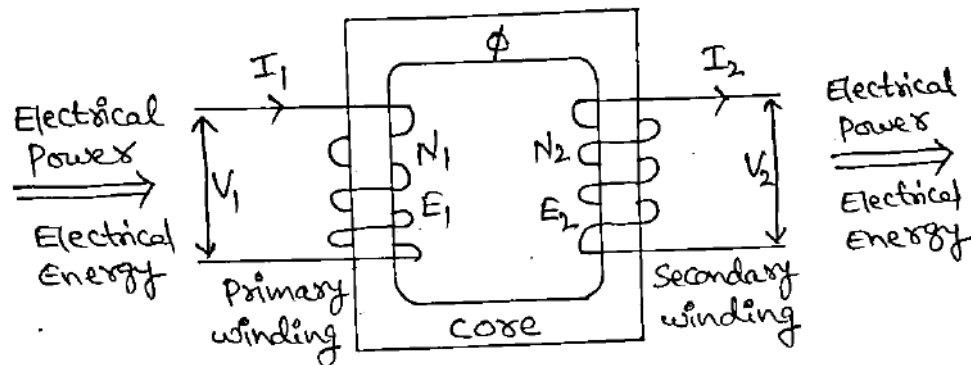 ϕ
I₁
I₂
Electrical
Power
Electrical
Energy
V₁
N₁
E₁
N₂
E₂
V₂
Electrical
Power
Electrical
Energy
Primary
winding
Core
Secondary
winding